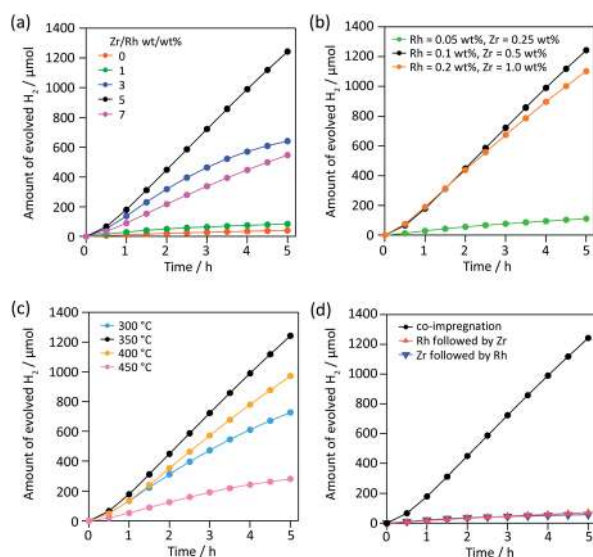 (a)
Zr/Rh wt/wt%
0
1
3
5
7
Amount of evolved H2 / μmol
1400
1200
1000
800
600
400
200
0
0 1 2 3 4 5
Time / h
(b)
Rh = 0.05 wt%, Zr = 0.25 wt%
Rh = 0.1 wt%, Zr = 0.5 wt%
Rh = 0.2 wt%, Zr = 1.0 wt%
Amount of evolved H2 / μmol
1400
1200
1000
800
600
400
200
0
0 1 2 3 4 5
Time / h
(c)
300 °C
350 °C
400 °C
450 °C
Amount of evolved H2 / μmol
1400
1200
1000
800
600
400
200
0
0 1 2 3 4 5
Time / h
(d)
co-impregnation
Rh followed by Zr
Zr followed by Rh
Amount of evolved H2 / μmol
1400
1200
1000
800
600
400
200
0
0 1 2 3 4 5
Time / h